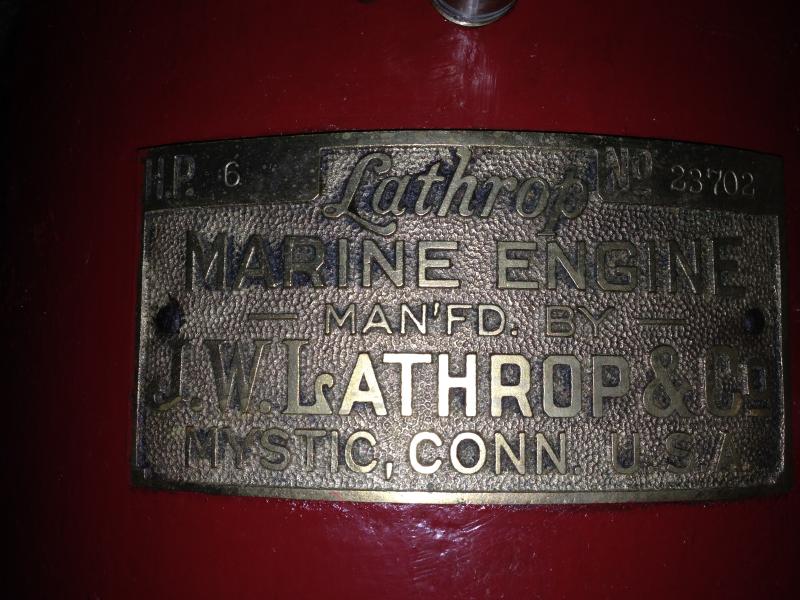 H.P. 6 Lathrop No 23702
MARINE ENGINE
— MAN'FD. BY —
J.W. LATHROP & Co
MYSTIC, CONN. U.S.A.